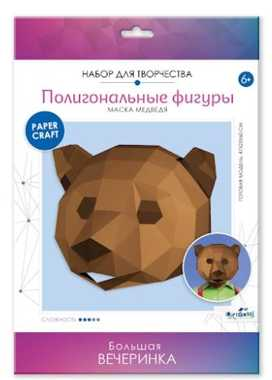 НАБОР ДЛЯ ТВОРЧЕСТВА
Полигональные фигуры
МАСКА МЕДВЕДЯ
6+
PAPER
CRAFT
СЛОЖНОСТЬ
Большая
ВЕЧЕРИНКА